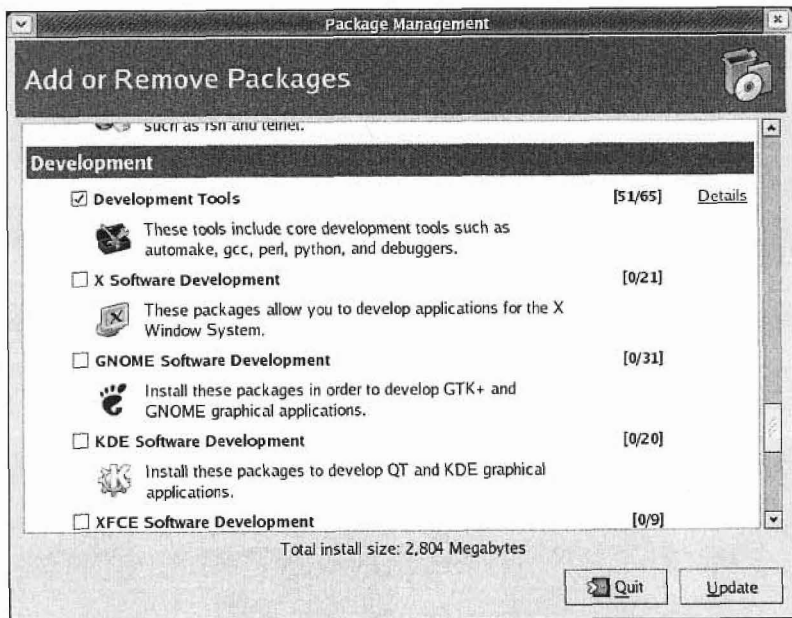 Package Management
Add or Remove Packages
such as rsh and telnet.
Development
Development Tools [51/65] Details
These tools include core development tools such as
automake, gcc, perl, python, and debuggers.
X Software Development [0/21]
These packages allow you to develop applications for the X
Window System.
GNOME Software Development [0/31]
Install these packages in order to develop GTK+ and
GNOME graphical applications.
KDE Software Development [0/20]
Install these packages to develop QT and KDE graphical
applications.
XFCE Software Development [0/9]
Total install size: 2,804 Megabytes
Quit Update